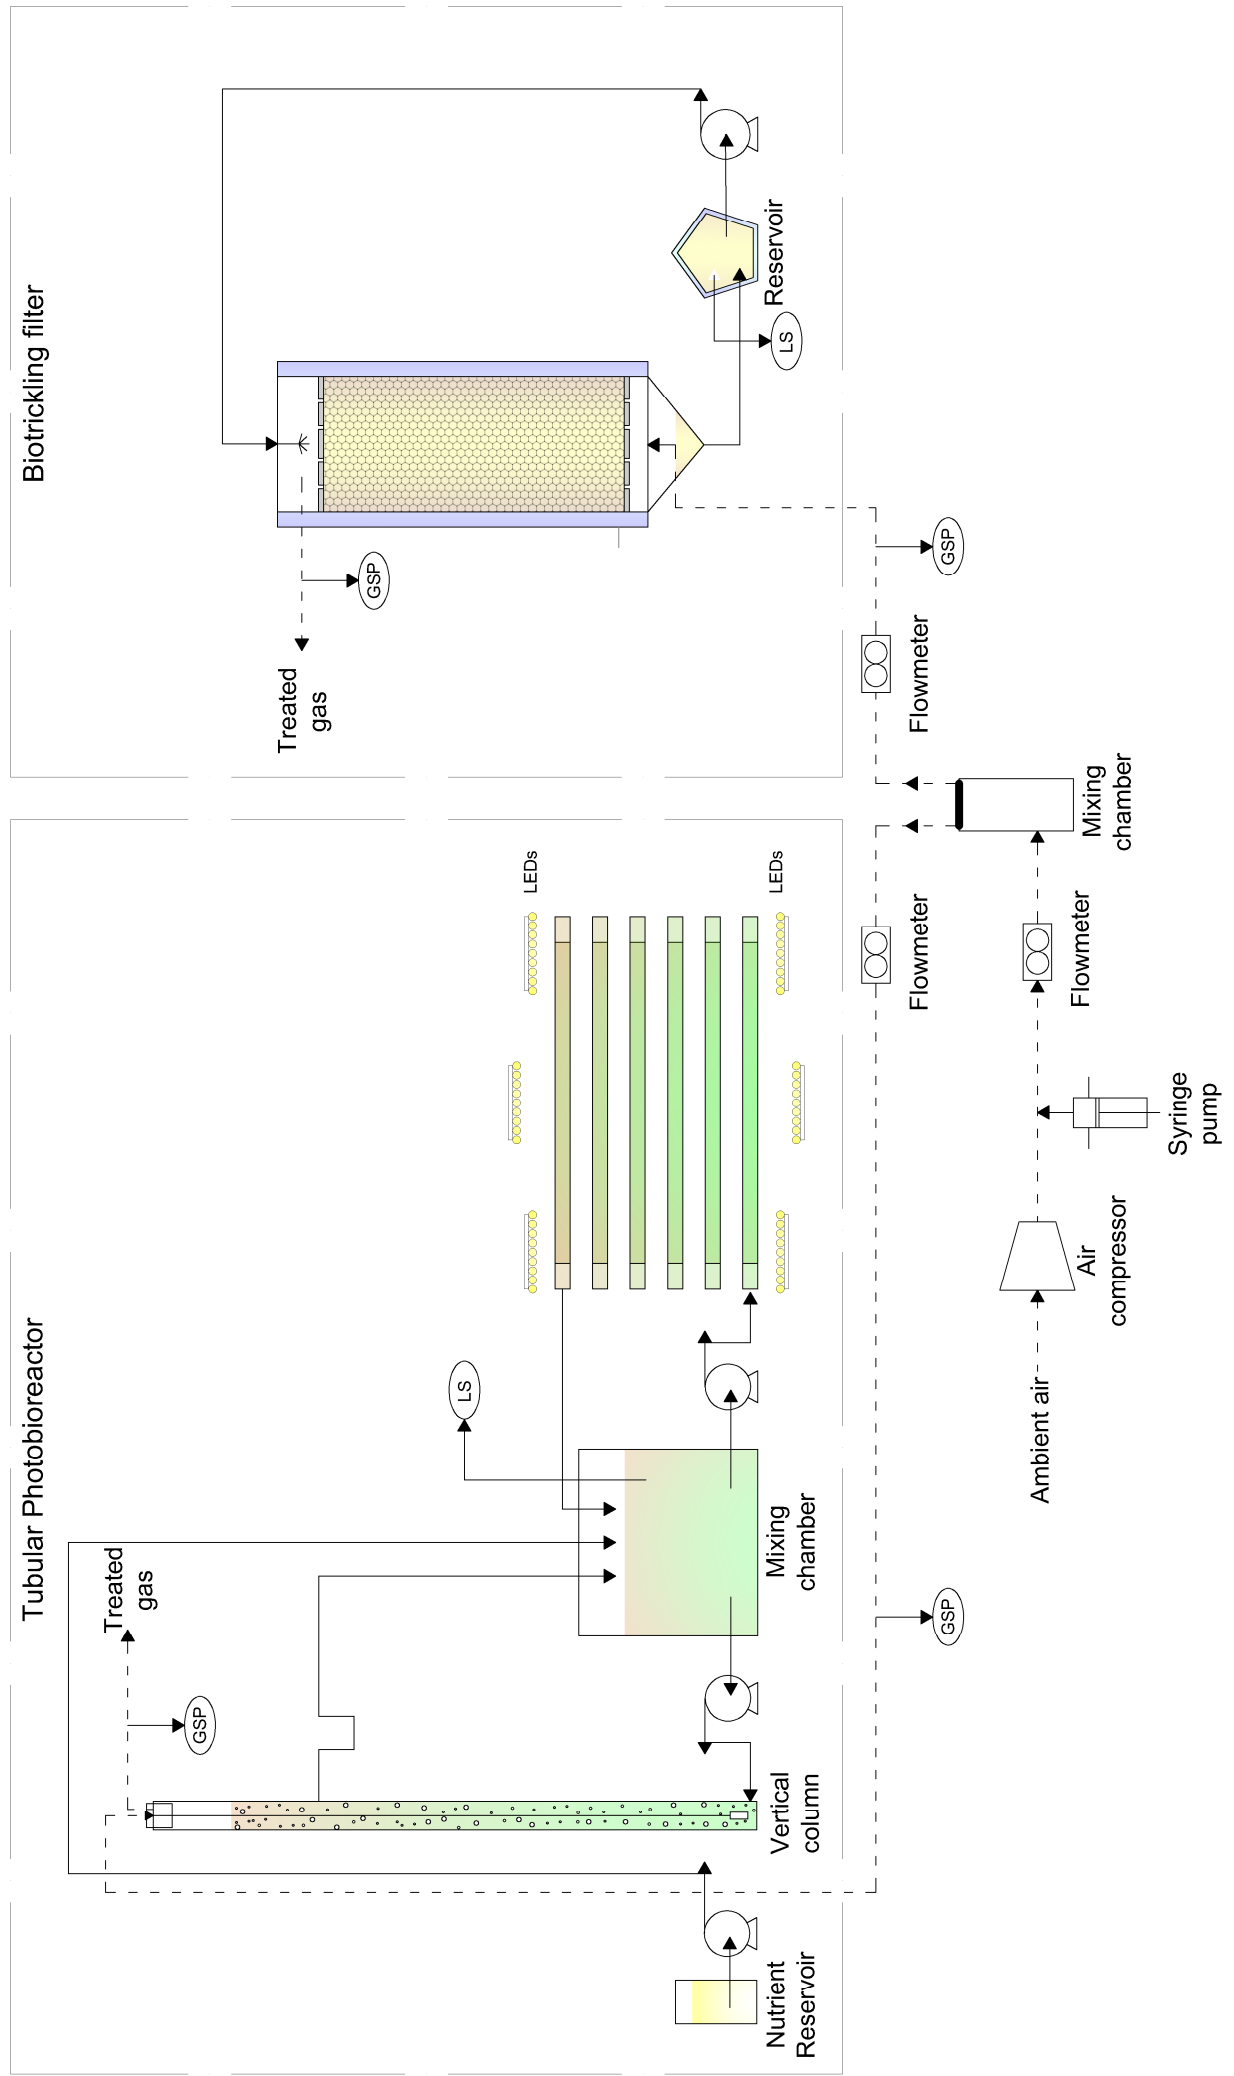 Tubular Photobioreactor
Biotrickling filter
Treated
gas
GSP
LS
LEDs
LEDs
Nutrient
Reservoir
Vertical
column
Mixing
chamber
Treated
gas
GSP
LS
Reservoir
GSP
Flowmeter
Flowmeter
GSP
Ambient air
Air
compressor
Syringe
pump
Flowmeter
Mixing
chamber